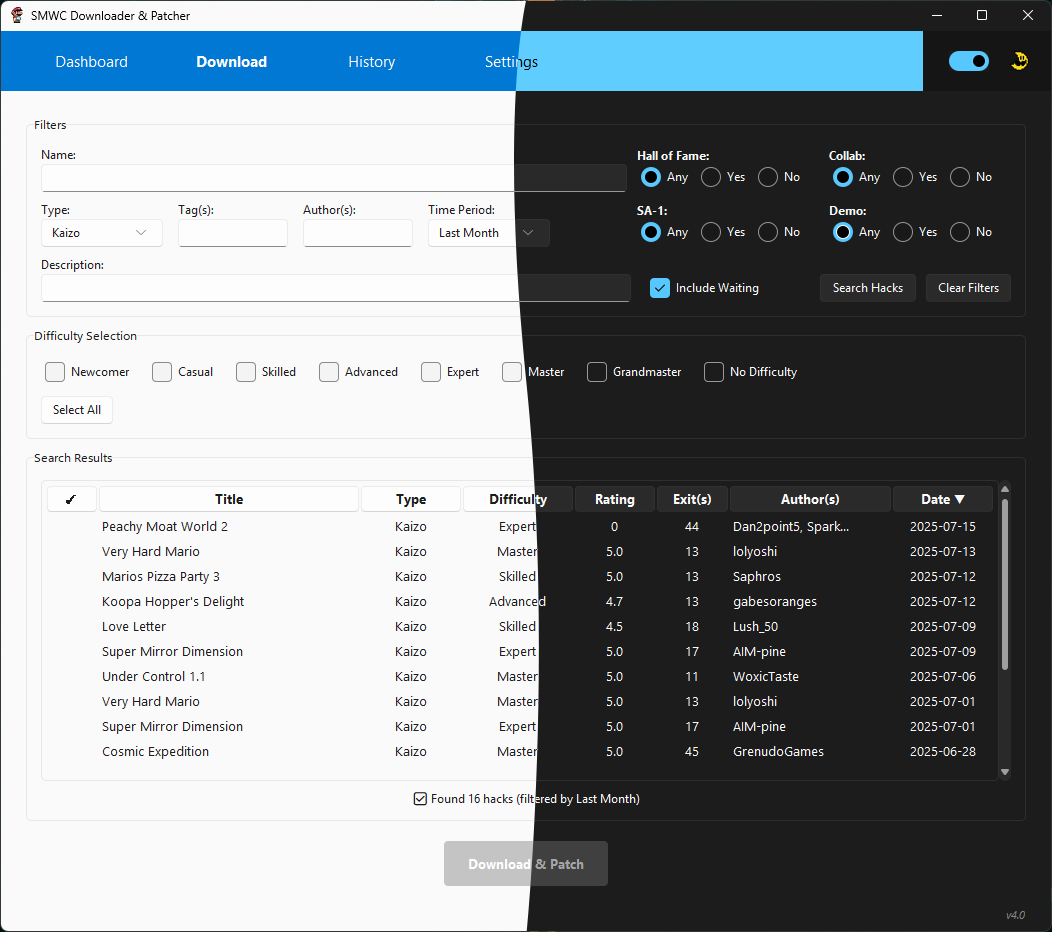 SMWC Downloader & Patcher
Dashboard Download History Settings
Filters
Name:
Hall of Fame: Collab:
Any Yes No Any Yes No
Type: Tag(s): Author(s): Time Period: SA-1: Demo:
Kaizo Last Month Any Yes No Any Yes No
Description:
Include Waiting Search Hacks Clear Filters
Difficulty Selection
Newcomer Casual Skilled Advanced Expert Master Grandmaster No Difficulty
Select All
Search Results
✓ Title Type Difficulty Rating Exit(s) Author(s) Date ▼
Peachy Moat World 2 Kaizo Expert 0 44 Dan2point5, Spark... 2025-07-15
Very Hard Mario Kaizo Master 5.0 13 lolyoshi 2025-07-13
Marios Pizza Party 3 Kaizo Skilled 5.0 13 Saphros 2025-07-12
Koopa Hopper's Delight Kaizo Advanced 4.7 13 gabesoranges 2025-07-12
Love Letter Kaizo Skilled 4.5 18 Lush_50 2025-07-09
Super Mirror Dimension Kaizo Expert 5.0 17 AIM-pine 2025-07-09
Under Control 1.1 Kaizo Master 5.0 11 WoxicTaste 2025-07-06
Very Hard Mario Kaizo Master 5.0 13 lolyoshi 2025-07-01
Super Mirror Dimension Kaizo Expert 5.0 17 AIM-pine 2025-07-01
Cosmic Expedition Kaizo Master 5.0 45 GrenudoGames 2025-06-28
Found 16 hacks (filtered by Last Month)
Download & Patch
v4.0